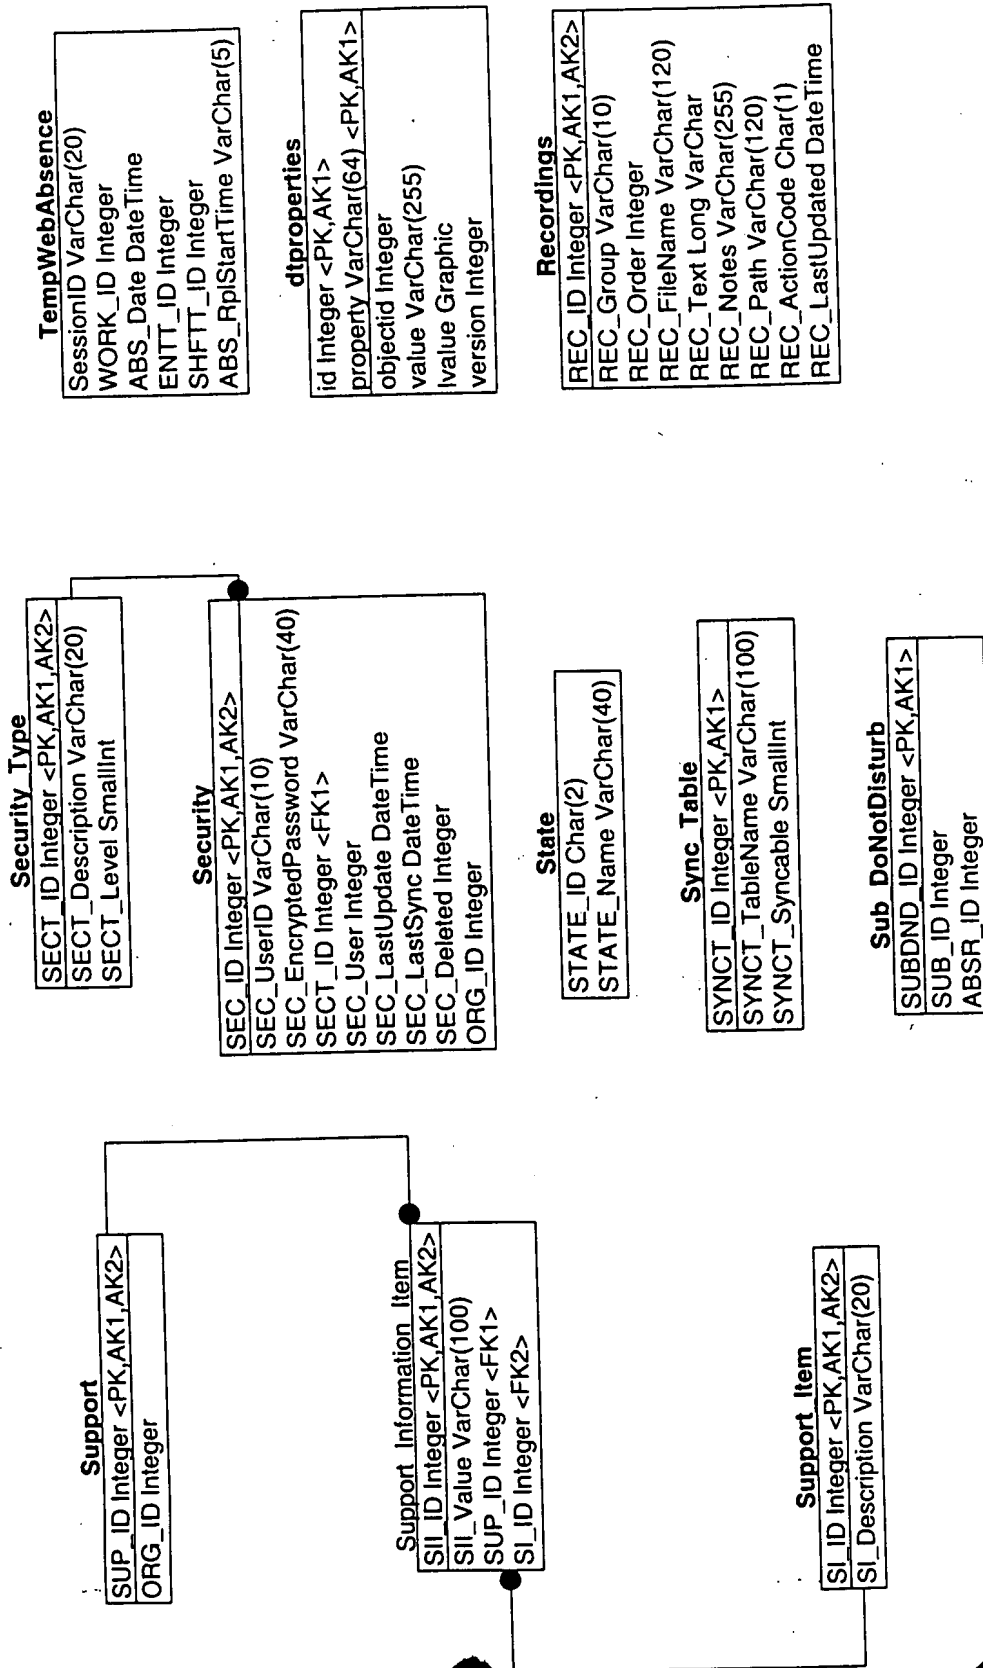 Support
SUP_ID Integer <PK,AK1,AK2>
ORG_ID Integer
Support_Information_Item
SII_ID Integer <PK,AK1,AK2>
SII_Value VarChar(100)
SUP_ID Integer <FK1>
SI_ID Integer <FK2>
Support_Item
SI_ID Integer <PK,AK1,AK2>
SI_Description VarChar(20)
Security_Type
SECT_ID Integer <PK,AK1,AK2>
SECT_Description VarChar(20)
SECT_Level SmallInt
Security
SEC_ID Integer <PK,AK1,AK2>
SEC_UserID VarChar(10)
SEC_EncryptedPassword VarChar(40)
SECT_ID Integer <FK1>
SEC_User Integer
SEC_LastUpdate DateTime
SEC_LastSync DateTime
SEC_Deleted Integer
ORG_ID Integer
State
STATE_ID Char(2)
STATE_Name VarChar(40)
Sync_Table
SYNCT_ID Integer <PK,AK1>
SYNCT_TableName VarChar(100)
SYNCT_Syncable SmallInt
Sub_DoNotDisturb
SUBDND_ID Integer <PK,AK1>
SUB_ID Integer
ABSR_ID Integer
TempWebAbsence
SessionID VarChar(20)
WORK_ID Integer
ABS_Date DateTime
ENTT_ID Integer
SHFTT_ID Integer
ABS_RplStartTime VarChar(5)
dtproperties
id Integer <PK,AK1>
property VarChar(64) <PK,AK1>
objectid Integer
value VarChar(255)
lvalue Graphic
version Integer
Recordings
REC_ID Integer <PK,AK1,AK2>
REC_Group VarChar(10)
REC_Order Integer
REC_FileName VarChar(120)
REC_Text Long VarChar
REC_Notes VarChar(255)
REC_Path VarChar(120)
REC_ActionCode Char(1)
REC_LastUpdated DateTime